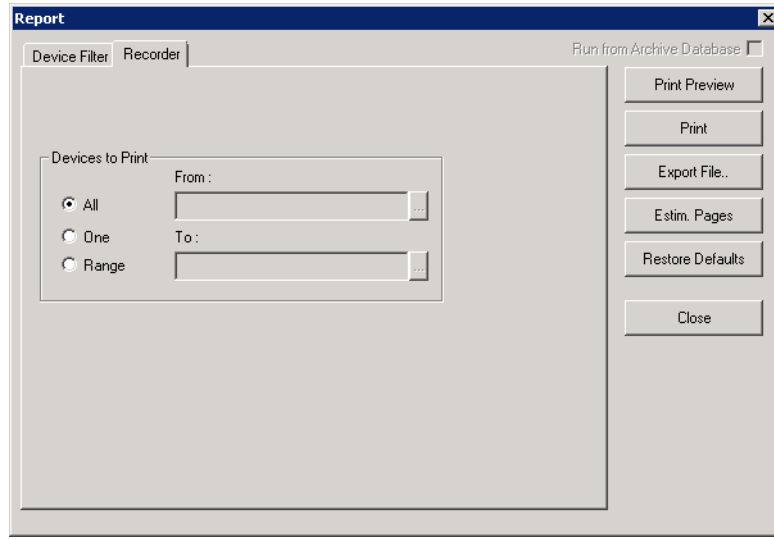 Report
Device Filter
Recorder
Run from Archive Database
Print Preview
Print
Export File..
Estim. Pages
Restore Defaults
Close
Devices to Print
From :
All
...
One
To :
Range
...